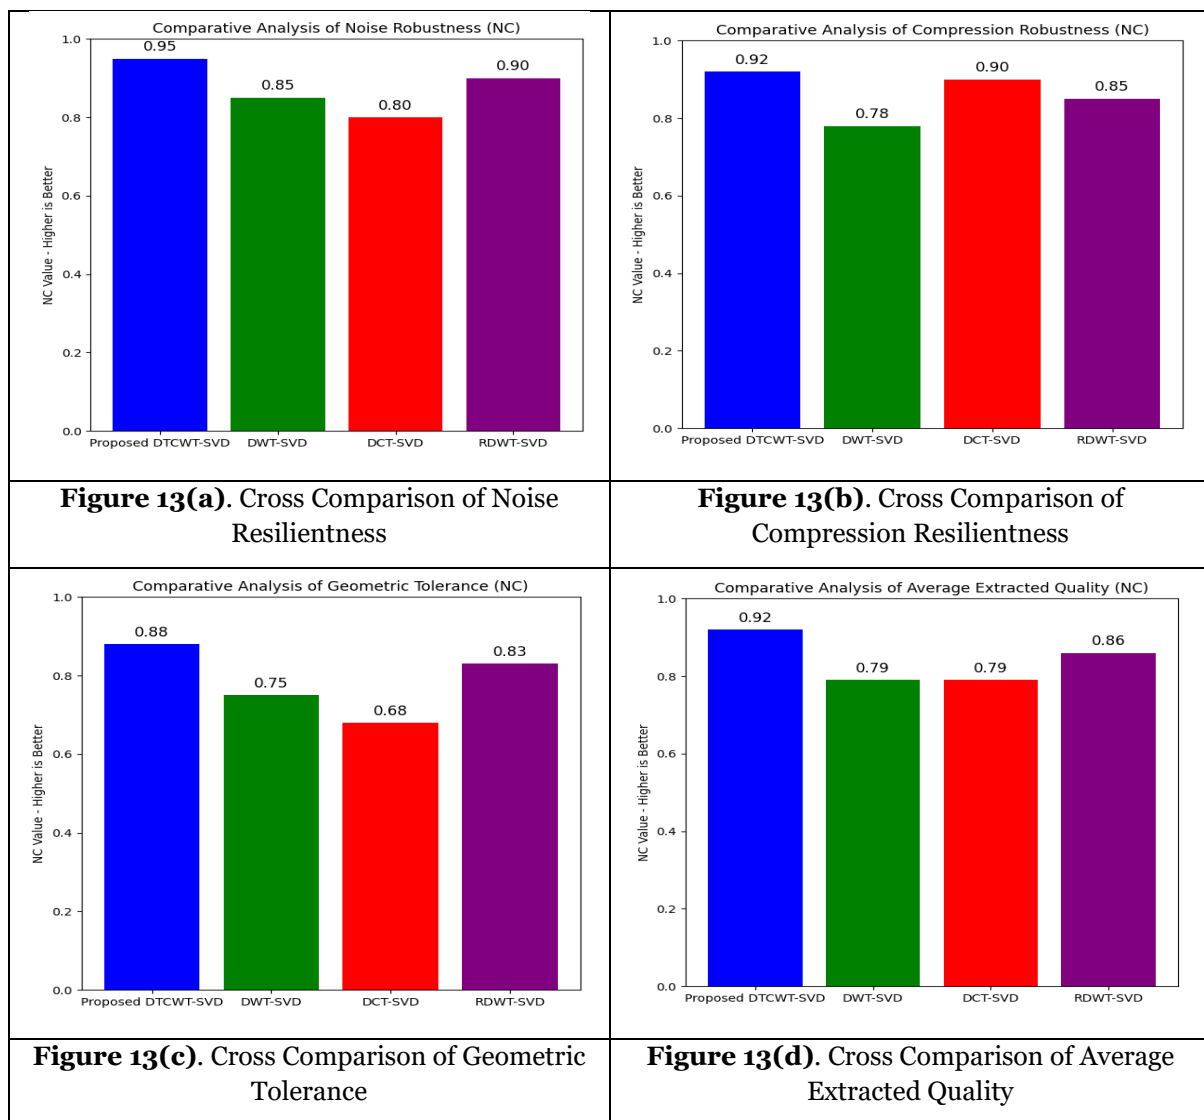 Comparative Analysis of Noise Robustness (NC)
1.0
0.8
0.6
0.4
0.2
0.0
NC Value - Higher is Better
0.95
0.85
0.80
0.90
Proposed DTCWT-SVD DWT-SVD DCT-SVD RDWT-SVD
Figure 13(a). Cross Comparison of Noise
Resilientness
Comparative Analysis of Compression Robustness (NC)
1.0
0.8
0.6
0.4
0.2
0.0
NC Value - Higher is Better
0.92
0.78
0.90
0.85
Proposed DTCWT-SVD DWT-SVD DCT-SVD RDWT-SVD
Figure 13(b). Cross Comparison of
Compression Resilientness
Comparative Analysis of Geometric Tolerance (NC)
1.0
0.8
0.6
0.4
0.2
0.0
NC Value - Higher is Better
0.88
0.75
0.68
0.83
Proposed DTCWT-SVD DWT-SVD DCT-SVD RDWT-SVD
Figure 13(c). Cross Comparison of Geometric
Tolerance
Comparative Analysis of Average Extracted Quality (NC)
1.0
0.8
0.6
0.4
0.2
0.0
NC Value - Higher is Better
0.92
0.79
0.79
0.86
Proposed DTCWT-SVD DWT-SVD DCT-SVD RDWT-SVD
Figure 13(d). Cross Comparison of Average
Extracted Quality